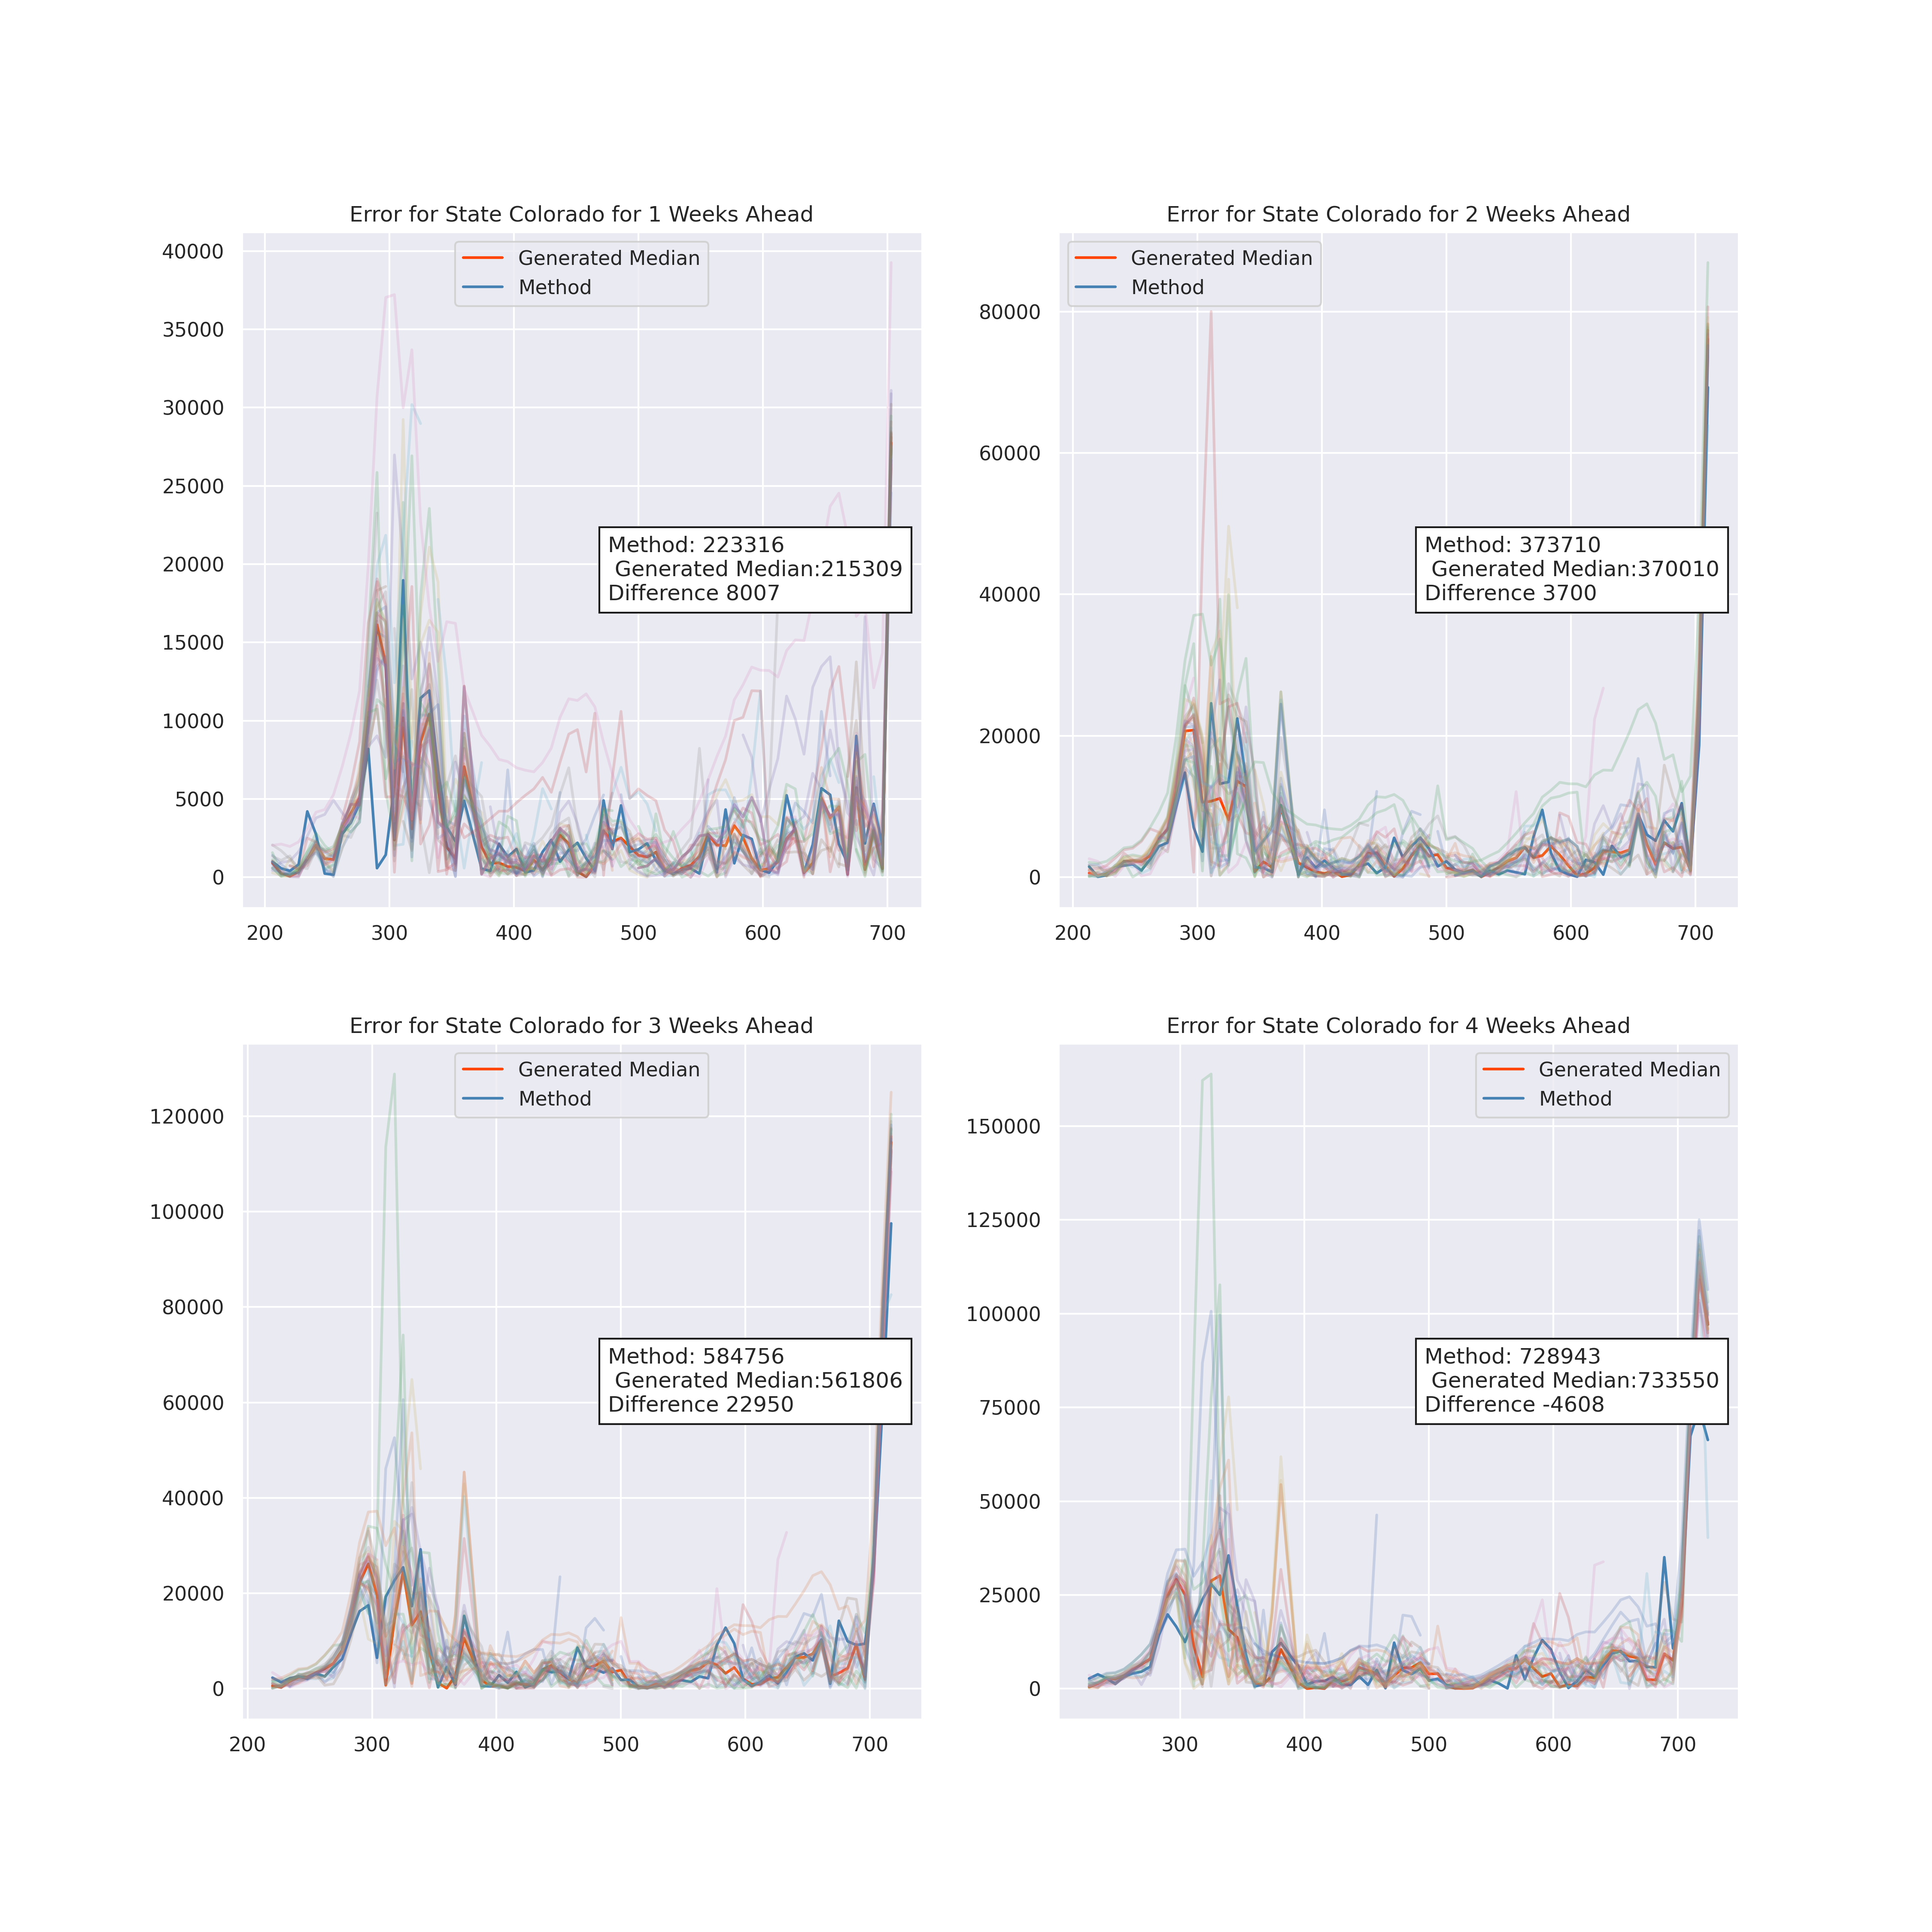 Error for State Colorado for 1 Weeks Ahead
40000
35000
30000
25000
20000
15000
10000
5000
0
200 300 400 500 600 700
Generated Median
Method
Method: 223316
Generated Median:215309
Difference 8007
Error for State Colorado for 2 Weeks Ahead
80000
60000
40000
20000
0
200 300 400 500 600 700
Generated Median
Method
Method: 373710
Generated Median:370010
Difference 3700
Error for State Colorado for 3 Weeks Ahead
120000
100000
80000
60000
40000
20000
0
200 300 400 500 600 700
Generated Median
Method
Method: 584756
Generated Median:561806
Difference 22950
Error for State Colorado for 4 Weeks Ahead
150000
125000
100000
75000
50000
25000
0
300 400 500 600 700
Generated Median
Method
Method: 728943
Generated Median:733550
Difference -4608